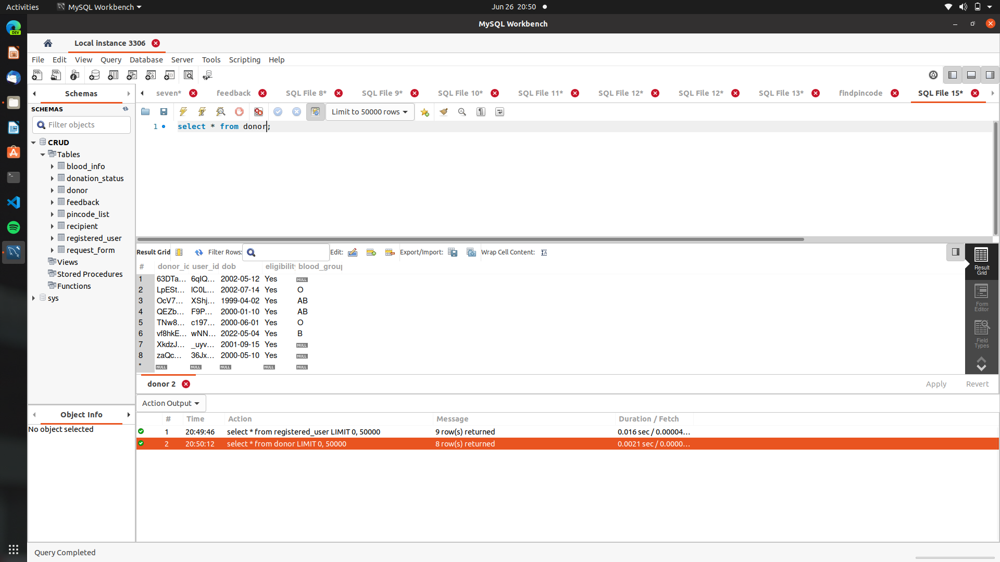 Activities MySQL Workbench Jun 26 20:50
DEV
MySQL Workbench
Local instance 3306
File Edit View Query Database Server Tools Scripting Help
Schemas
seven* feedback SQL File 8* SQL File 9* SQL File 10* SQL File 11* SQL File 12* SQL File 12* SQL File 13* findpincode SQL File 15*
SCHEMAS
Filter objects
Limit to 50000 rows
1 select * from donor;
CRUD
Tables
blood_info
donation_status
donor
feedback
pincode_list
recipient
registered_user
request_form
Views
Stored Procedures
Functions
sys
Result Grid Filter Rows: Edit: Export/Import: Wrap Cell Content:
# donor_id user_id dob eligibility blood_group
1 63DTa... 6qIQ... 2002-05-12 Yes NULL
2 LpESt... IC0L... 2002-07-14 Yes O
3 OcV7... XShj... 1999-04-02 Yes AB
4 QEZb... F9P... 2000-01-10 Yes AB
5 TNw8... c197... 2000-06-01 Yes O
6 vf8hkE... wNN... 2022-05-04 Yes B
7 XkdzJ... _uyv... 2001-09-15 Yes NULL
8 zaQc... 36Jx... 2000-05-10 Yes NULL
* NULL NULL NULL NULL NULL
Result
Grid
Form
Editor
Field
Types
donor 2 Apply Revert
Action Output
# Time Action Message Duration / Fetch
1 20:49:46 select * from registered_user LIMIT 0, 50000 9 row(s) returned 0.016 sec / 0.00004...
2 20:50:12 select * from donor LIMIT 0, 50000 8 row(s) returned 0.0021 sec / 0.0000...
Object Info
No object selected
Query Completed